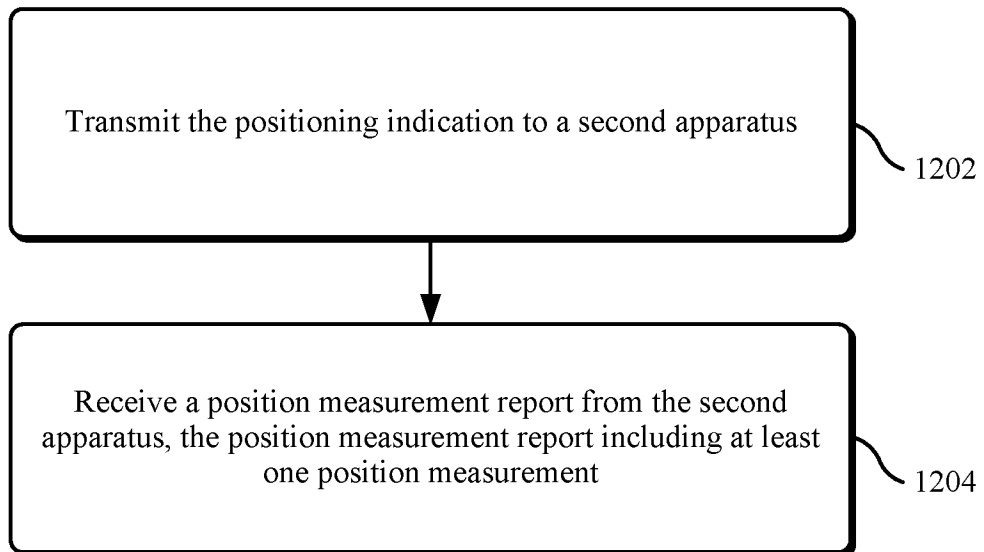 Transmit the positioning indication to a second apparatus
1202
Receive a position measurement report from the second
apparatus, the position measurement report including at least
one position measurement
1204